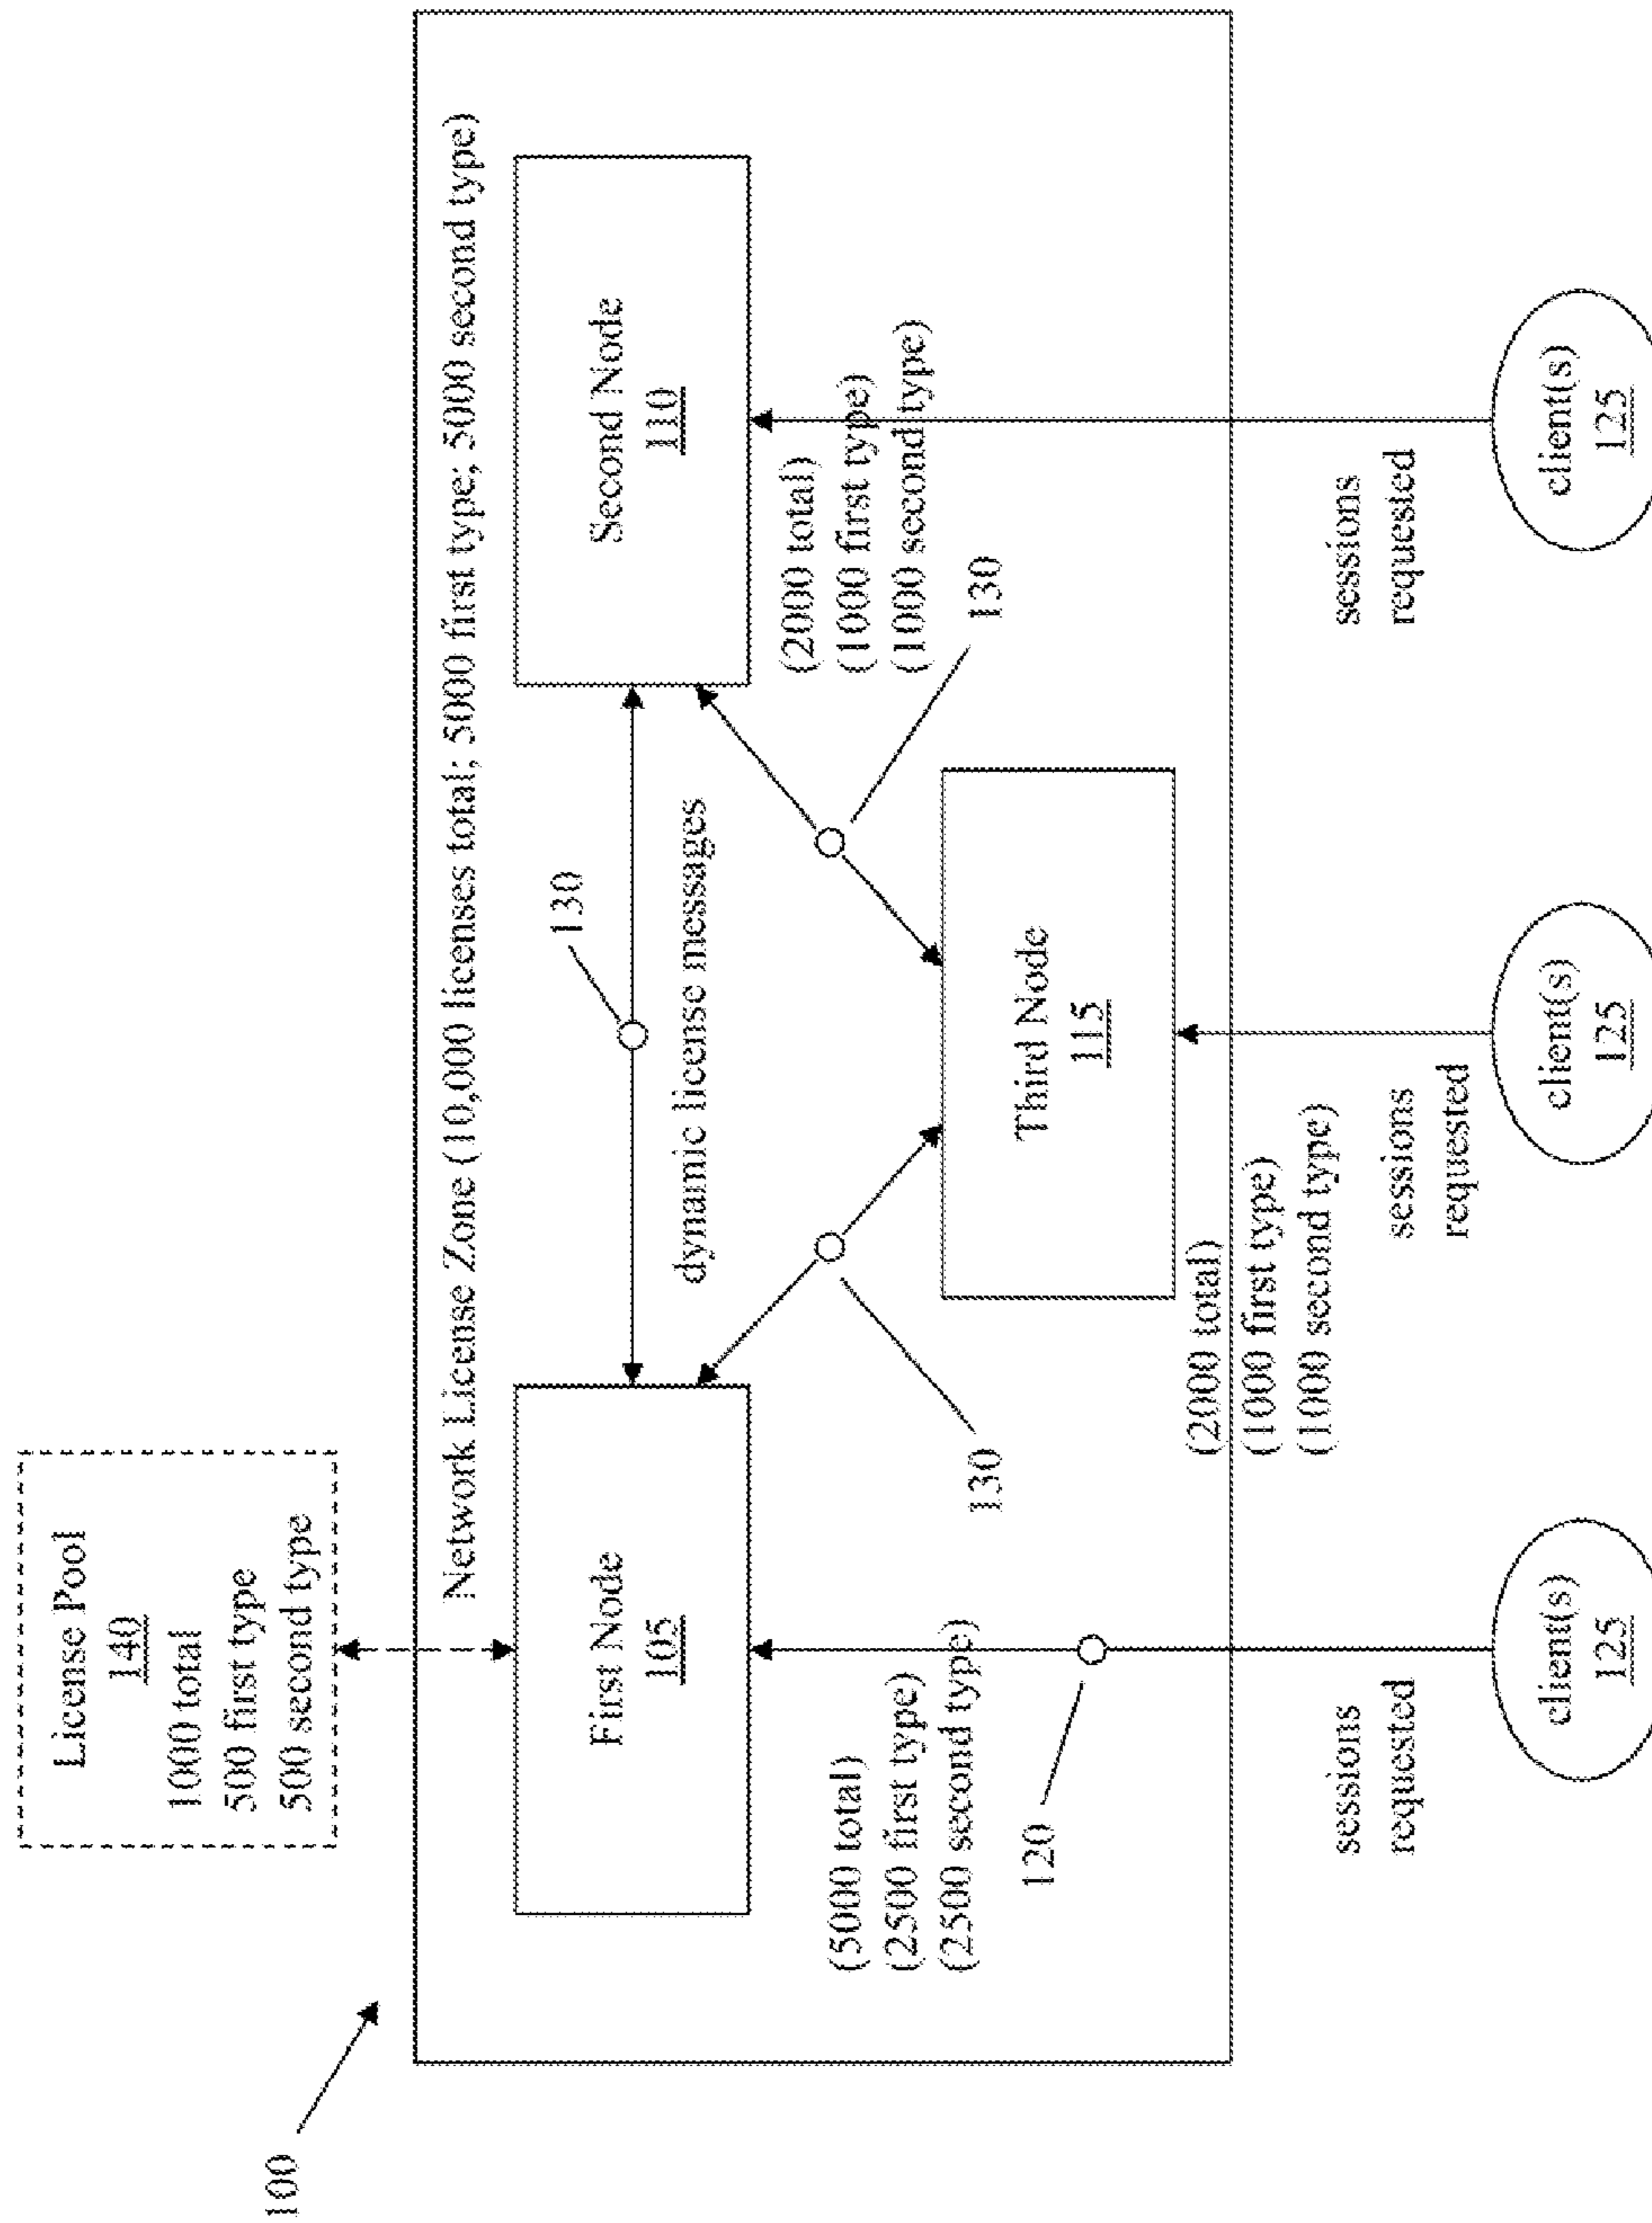 100
License Pool
140
1000 total
500 first type
500 second type
Network License Zone (10,000 licenses total; 5000 first type; 5000 second type)
First Node
105
130
dynamic license messages
Second Node
110
(5000 total)
(2500 first type)
(2500 second type)
120
130
Third Node
115
130
(2000 total)
(1000 first type)
(1000 second type)
(2000 total)
(1000 first type)
(1000 second type)
sessions
requested
sessions
requested
sessions
requested
client(s)
125
client(s)
125
client(s)
125